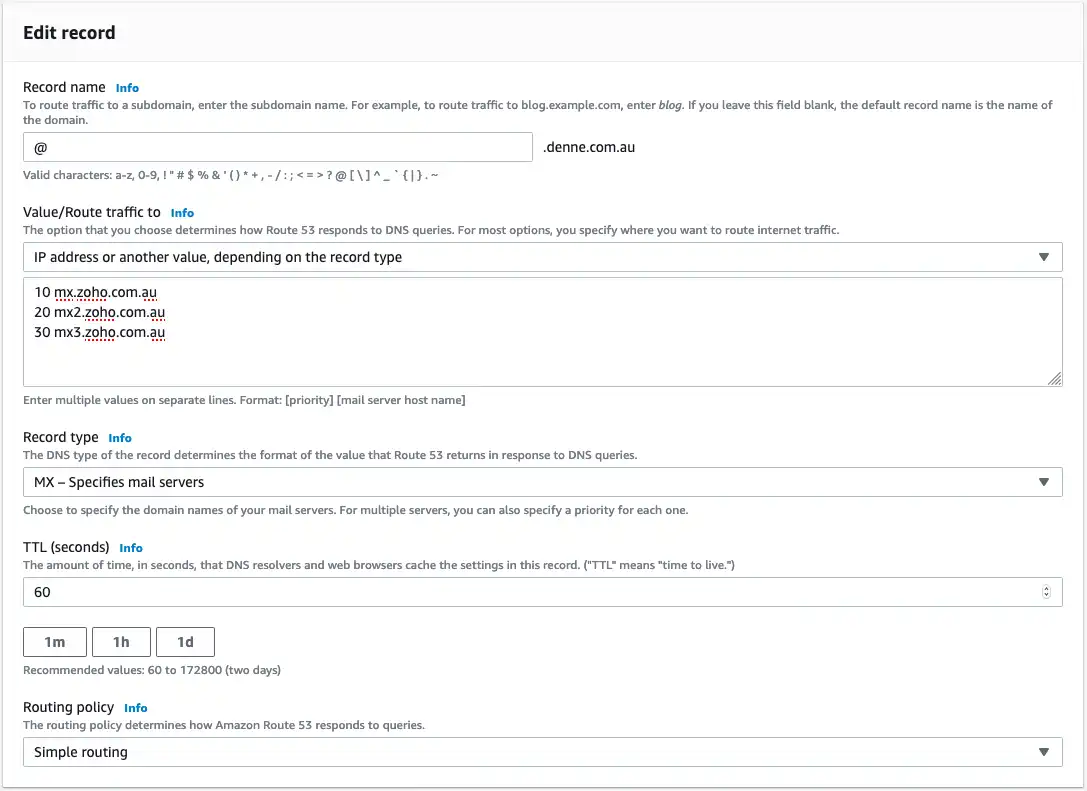 Edit record
Record name Info
To route traffic to a subdomain, enter the subdomain name. For example, to route traffic to blog.example.com, enter blog. If you leave this field blank, the default record name is the name of
the domain.
@ .denne.com.au
Valid characters: a-z, 0-9, ! " # $ % & ' ( ) * + , - / : ; < = > ? @ [ \ ] ^ _ ` { | } . ~
Value/Route traffic to Info
The option that you choose determines how Route 53 responds to DNS queries. For most options, you specify where you want to route internet traffic.
IP address or another value, depending on the record type
10 mx.zoho.com.au
20 mx2.zoho.com.au
30 mx3.zoho.com.au
Enter multiple values on separate lines. Format: [priority] [mail server host name]
Record type Info
The DNS type of the record determines the format of the value that Route 53 returns in response to DNS queries.
MX – Specifies mail servers
Choose to specify the domain names of your mail servers. For multiple servers, you can also specify a priority for each one.
TTL (seconds) Info
The amount of time, in seconds, that DNS resolvers and web browsers cache the settings in this record. ("TTL" means "time to live.")
60
1m 1h 1d
Recommended values: 60 to 172800 (two days)
Routing policy Info
The routing policy determines how Amazon Route 53 responds to queries.
Simple routing